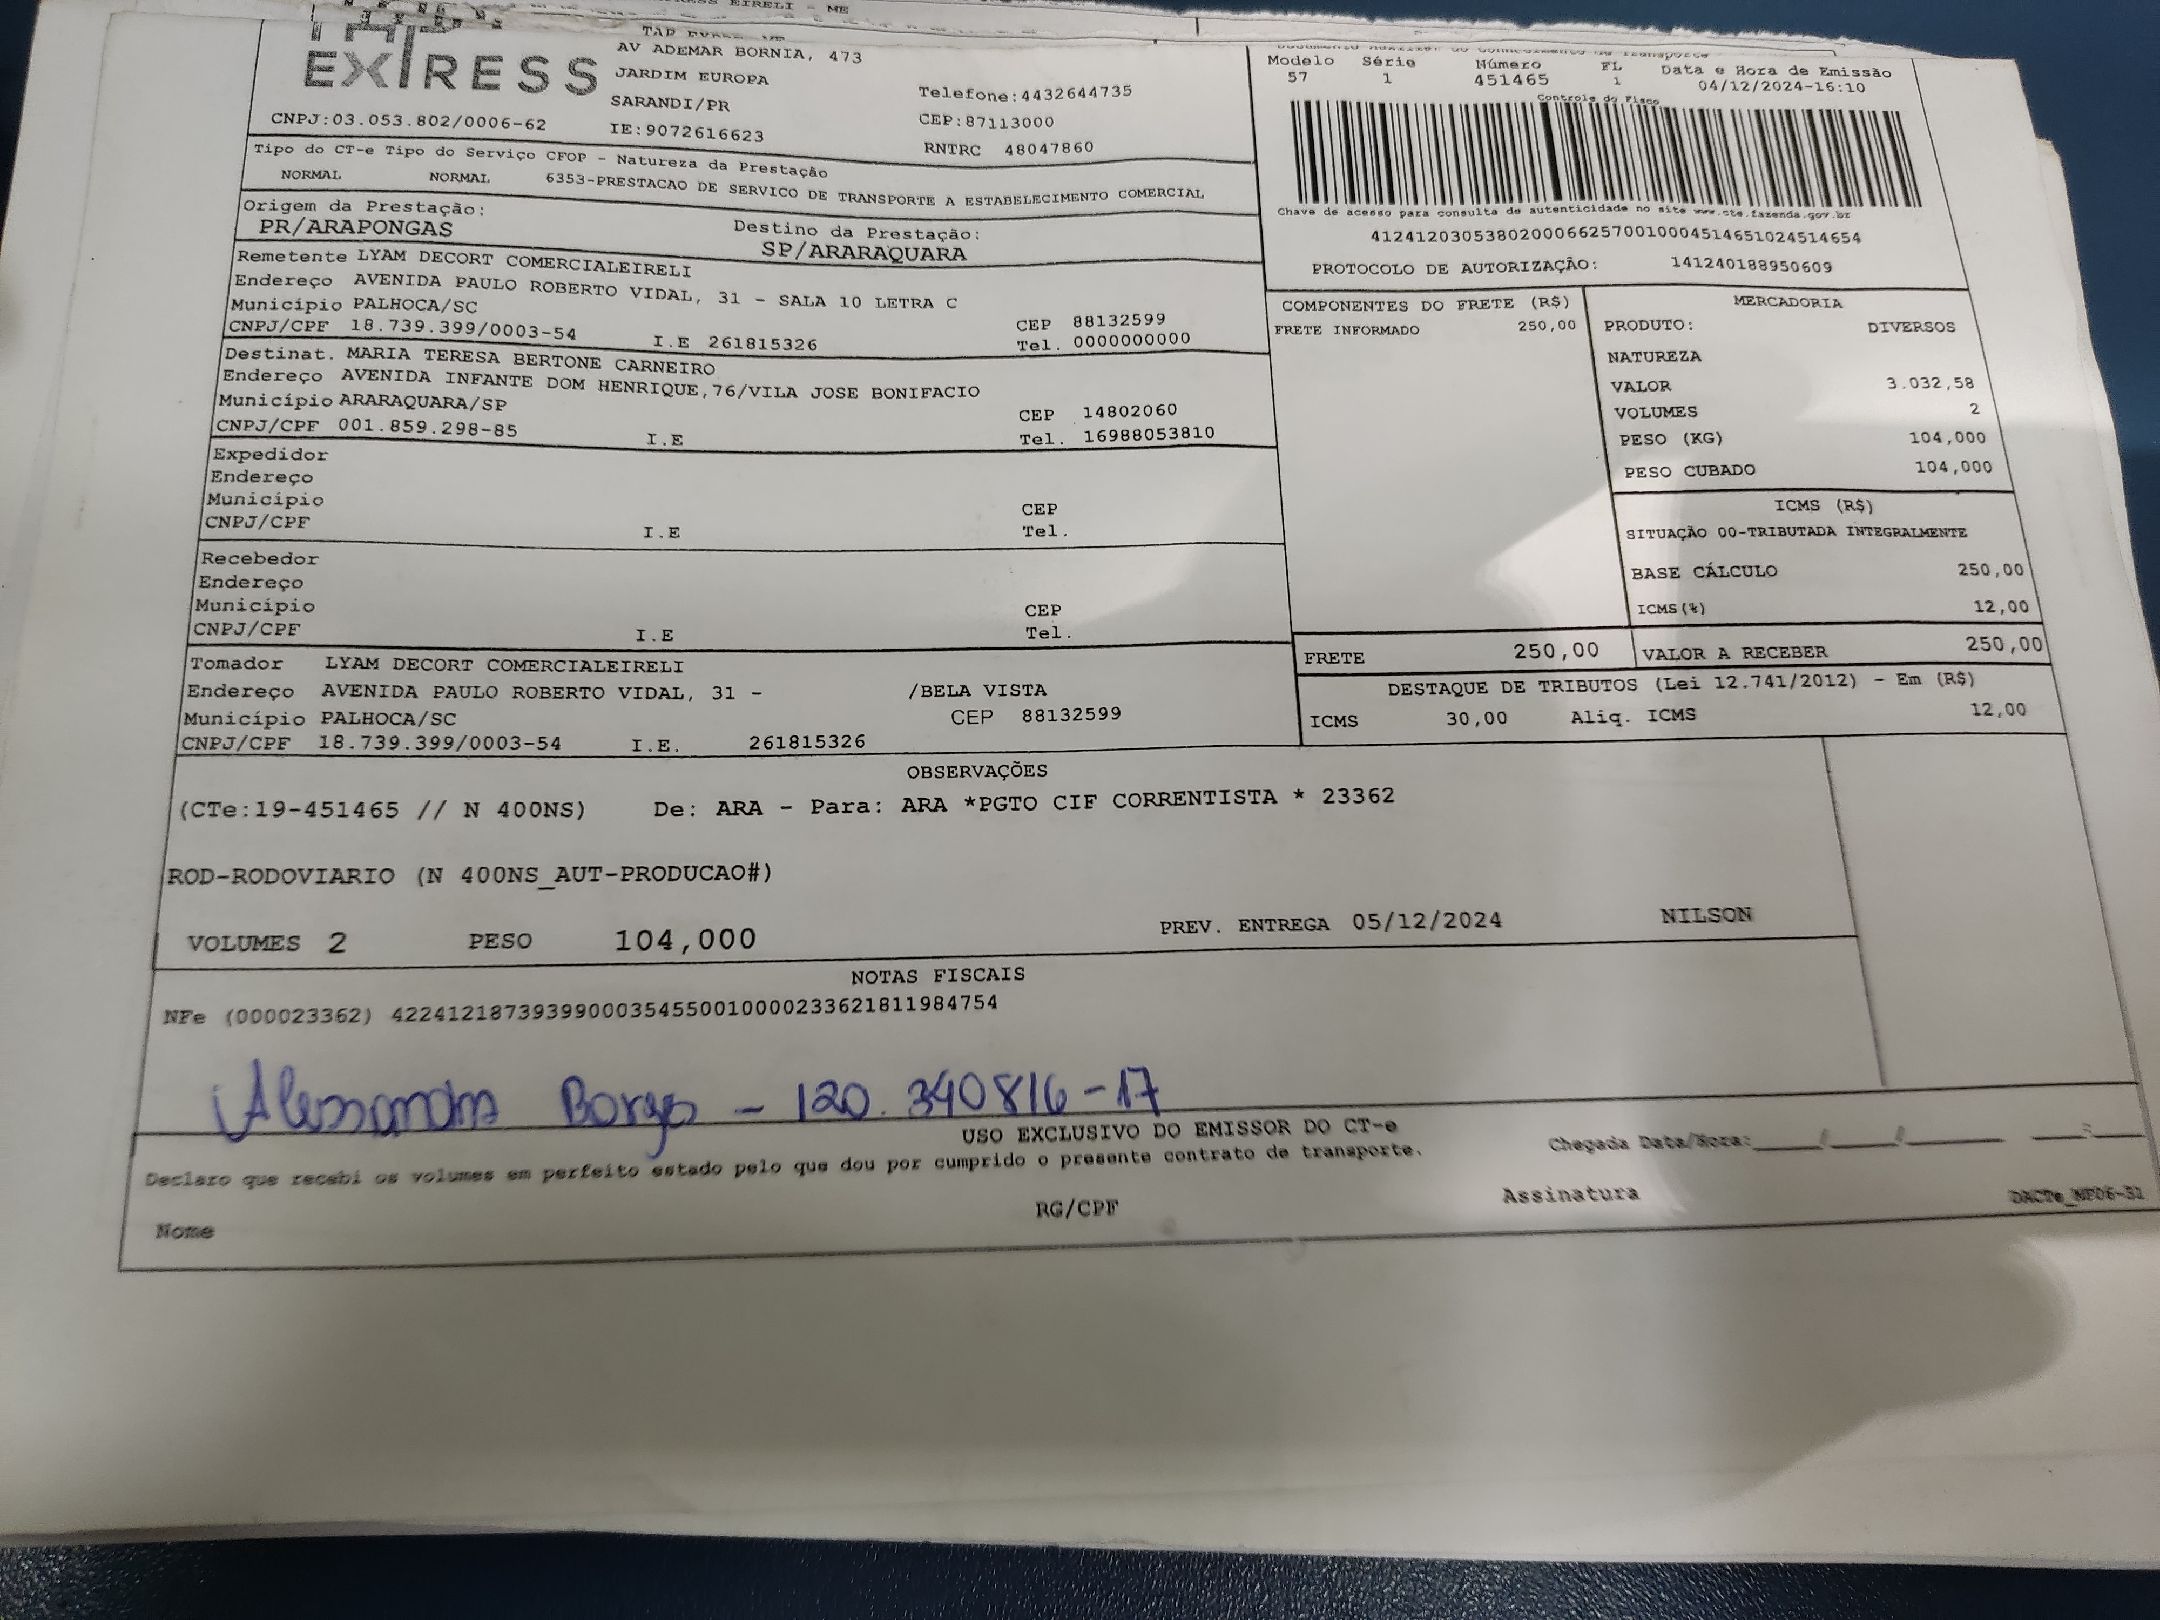 EIRELI - ME
TAP
EXPRESS
AV ADEMAR BORNIA, 473
JARDIM EUROPA
SARANDI/PR
IE:9072616623
CNPJ:03.053.802/0006-62
Telefone:4432644735
CEP:87113000
RNTRC 48047860
Documento Auxiliar do Conhecimento de Transporte
Modelo Série Número FL Data e Hora de Emissão
57 1 451465 1 04/12/2024-16:10
Controle do Fisco
Chave de acesso para consulta de autenticidade no site www.cte.fazenda.gov.br
41241203053802000662570010004514651024514654
PROTOCOLO DE AUTORIZAÇÃO: 141240188950609
Tipo do CT-e Tipo do Serviço CFOP - Natureza da Prestação
NORMAL NORMAL 6353-PRESTACAO DE SERVICO DE TRANSPORTE A ESTABELECIMENTO COMERCIAL
Origem da Prestação: Destino da Prestação:
PR/ARAPONGAS SP/ARARAQUARA
Remetente LYAM DECORT COMERCIALEIRELI
Endereço AVENIDA PAULO ROBERTO VIDAL, 31 - SALA 10 LETRA C
Município PALHOCA/SC CEP 88132599
CNPJ/CPF 18.739.399/0003-54 I.E 261815326 Tel. 0000000000
Destinat. MARIA TERESA BERTONE CARNEIRO
Endereço AVENIDA INFANTE DOM HENRIQUE,76/VILA JOSE BONIFACIO
Município ARARAQUARA/SP CEP 14802060
CNPJ/CPF 001.859.298-85 I.E Tel. 16988053810
Expedidor
Endereço
Município CEP
CNPJ/CPF I.E Tel.
Recebedor
Endereço
Município CEP
CNPJ/CPF I.E Tel.
Tomador LYAM DECORT COMERCIALEIRELI
Endereço AVENIDA PAULO ROBERTO VIDAL, 31 - /BELA VISTA
Município PALHOCA/SC CEP 88132599
CNPJ/CPF 18.739.399/0003-54 I.E. 261815326
COMPONENTES DO FRETE (R$)
FRETE INFORMADO 250,00
MERCADORIA
PRODUTO: DIVERSOS
NATUREZA
VALOR 3.032,58
VOLUMES 2
PESO (KG) 104,000
PESO CUBADO 104,000
ICMS (R$)
SITUAÇÃO 00-TRIBUTADA INTEGRALMENTE
BASE CÁLCULO 250,00
ICMS(%) 12,00
FRETE 250,00 VALOR A RECEBER 250,00
DESTAQUE DE TRIBUTOS (Lei 12.741/2012) - Em (R$)
ICMS 30,00 Aliq. ICMS 12,00
OBSERVAÇÕES
(CTe:19-451465 // N 400NS) De: ARA - Para: ARA *PGTO CIF CORRENTISTA * 23362
ROD-RODOVIARIO (N 400NS_AUT-PRODUCAO#)
VOLUMES 2 PESO 104,000 PREV. ENTREGA 05/12/2024 NILSON
NOTAS FISCAIS
NFe (000023362) 42241218739399000354550010000233621811984754
Alessandra Borges - 120.340816-17
USO EXCLUSIVO DO EMISSOR DO CT-e
Declaro que recebi os volumes em perfeito estado pelo que dou por cumprido o presente contrato de transporte.
Chegada Data/Hora:____/____/____ __:__
Nome RG/CPF Assinatura
DACTe_NF06-31